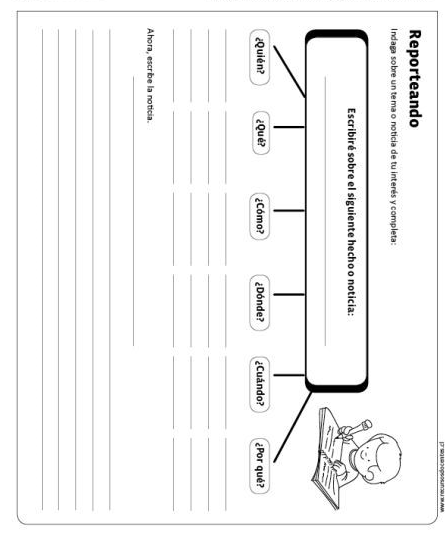 www.recursosdocentes.cl
Reporteando
Indaga sobre un tema o noticia de tu interés y completa:
Escribiré sobre el siguiente hecho o noticia:
¿Quién?
¿Qué?
¿Cómo?
¿Dónde?
¿Cuándo?
¿Por qué?
Ahora, escribe la noticia.